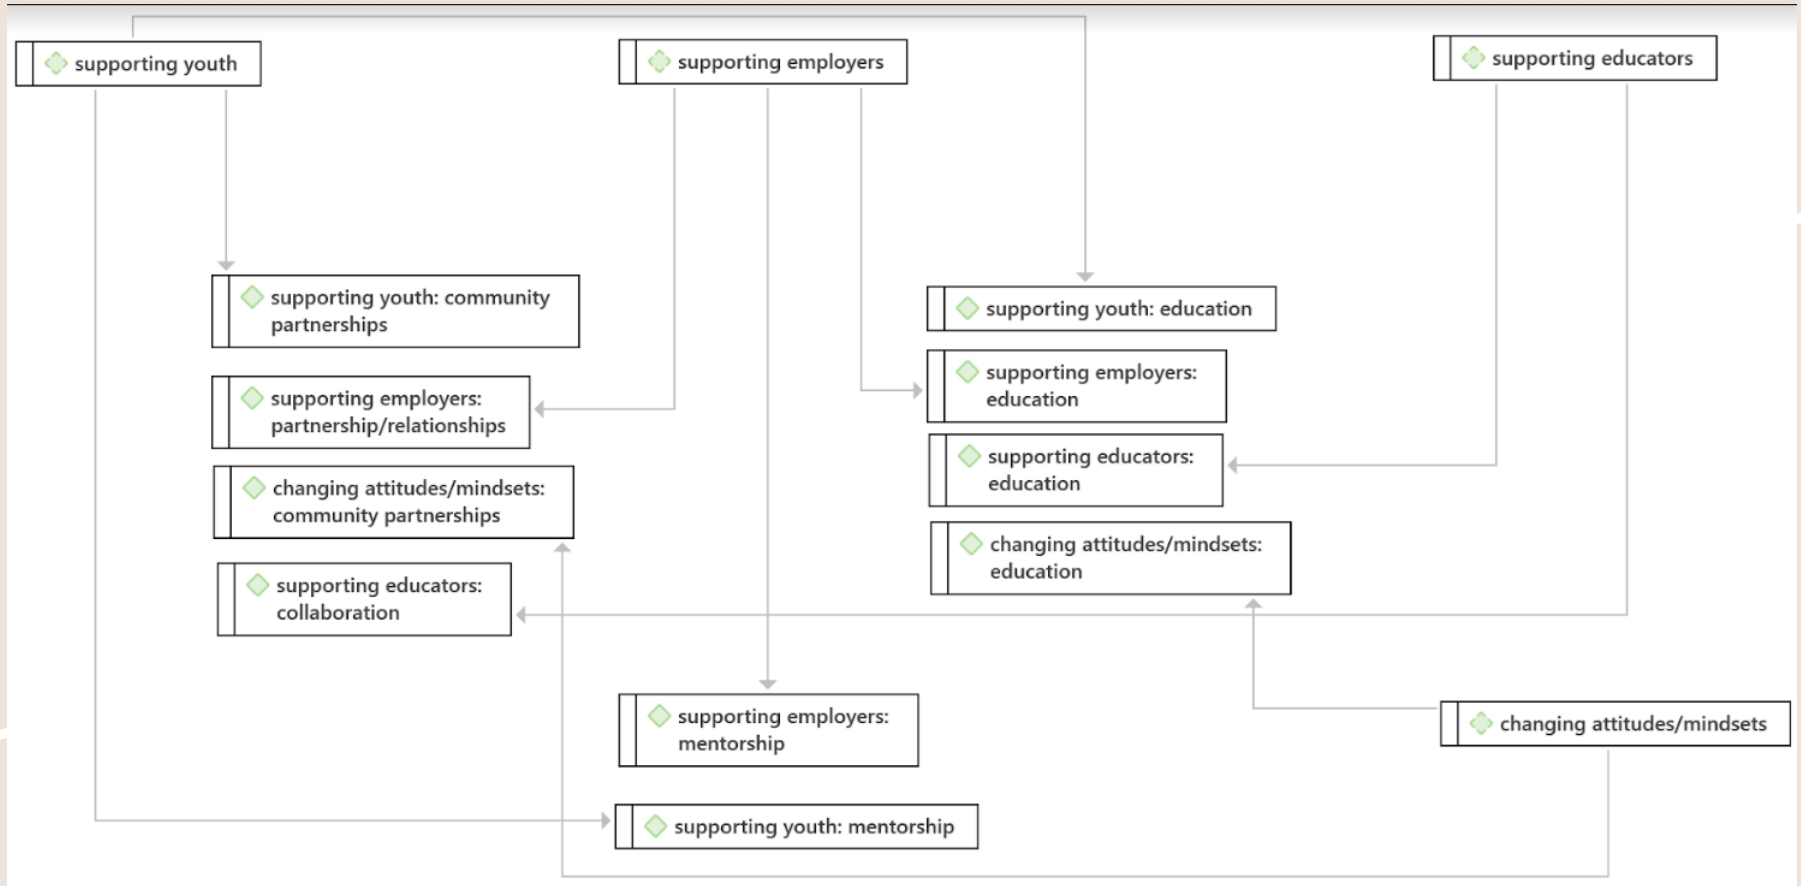 supporting youth
supporting employers
supporting educators
supporting youth: community
partnerships
supporting employers:
partnership/relationships
changing attitudes/mindsets:
community partnerships
supporting educators:
collaboration
supporting youth: education
supporting employers:
education
supporting educators:
education
changing attitudes/mindsets:
education
supporting employers:
mentorship
changing attitudes/mindsets
supporting youth: mentorship